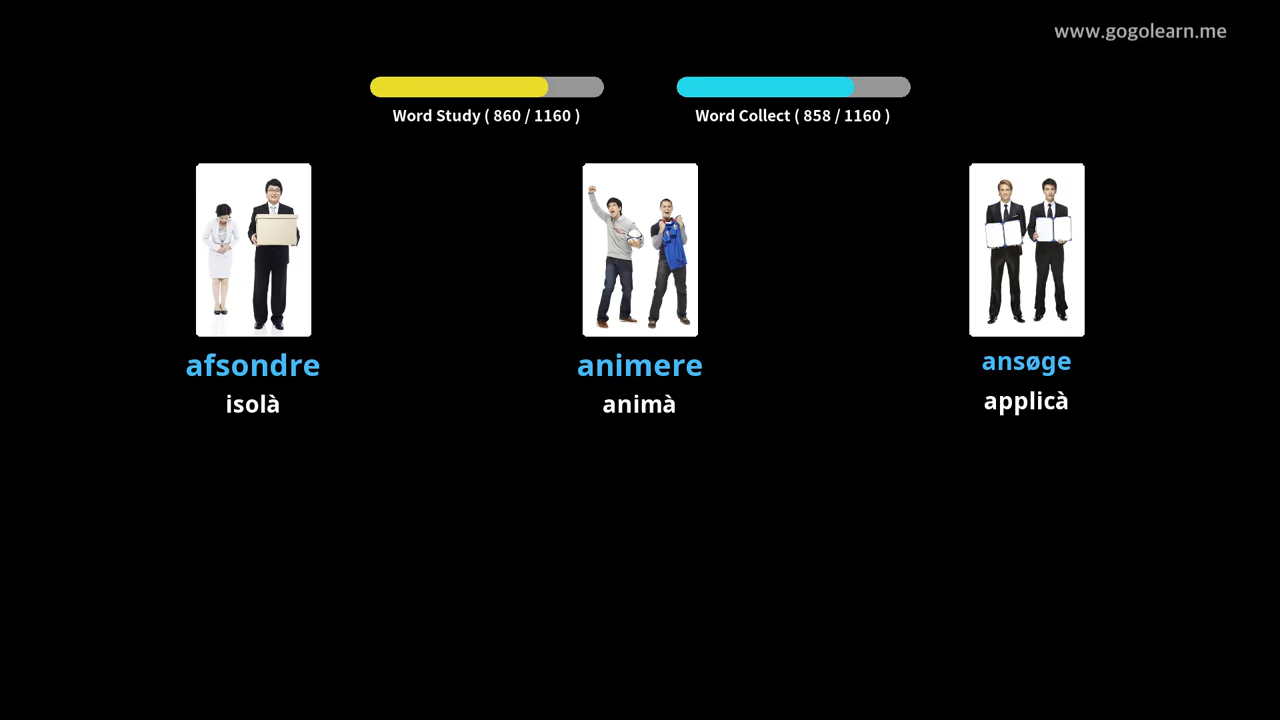 www.gogolearn.me
Word Study ( 860 / 1160 )
Word Collect ( 858 / 1160 )
afsondre
isolà
animere
animà
ansøge
applicà